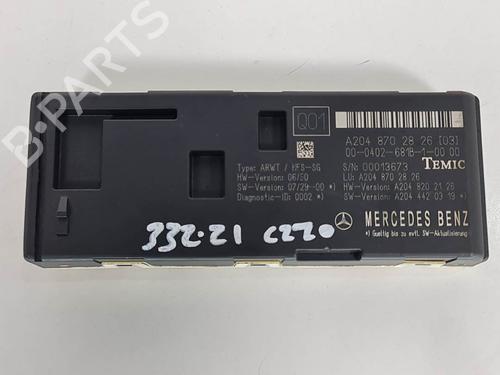 Q01
A204 870 28 26 [03]
00-0402-681B-1-00 00
S/N 00013673 TEMIC
Type: ARWT / HFS-SG
LU: A204 870 28 26
HW-Version: 06/50
SW-Version: 07/29-00 *)
HW-Version: A204 820 21 26
Diagnostic-ID: 0002 *)
SW-Version: A204 442 03 19 *)
MERCEDES BENZ
*) Gueltig bis zu evtl. SW-Aktualisierung
332.21 C220
B-PARTS